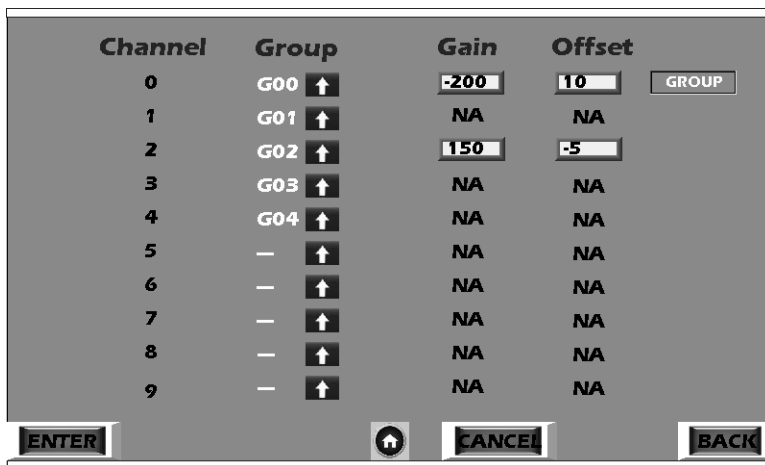 Channel Group Gain Offset
0 G00 -200 10 GROUP
1 G01 NA NA
2 G02 150 -5
3 G03 NA NA
4 G04 NA NA
5 — NA NA
6 — NA NA
7 — NA NA
8 — NA NA
9 — NA NA
ENTER CANCEL BACK